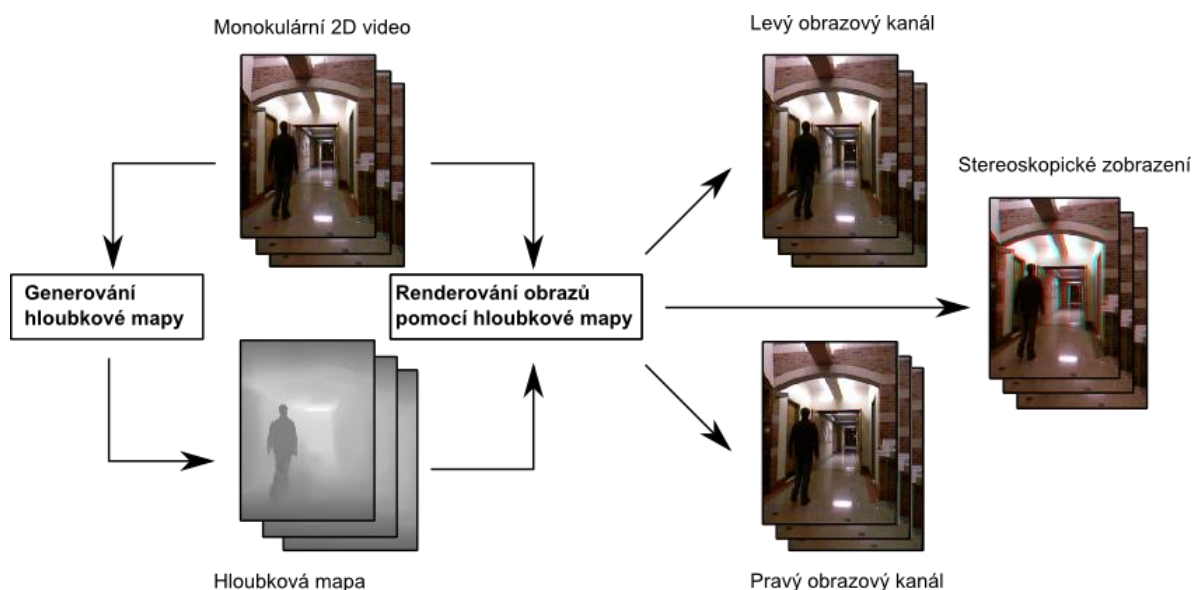 Monokulární 2D video
Levý obrazový kanál
Stereoskopické zobrazení
Generování
hloubkové mapy
Renderování obrazů
pomocí hloubkové mapy
Hloubková mapa
Pravý obrazový kanál